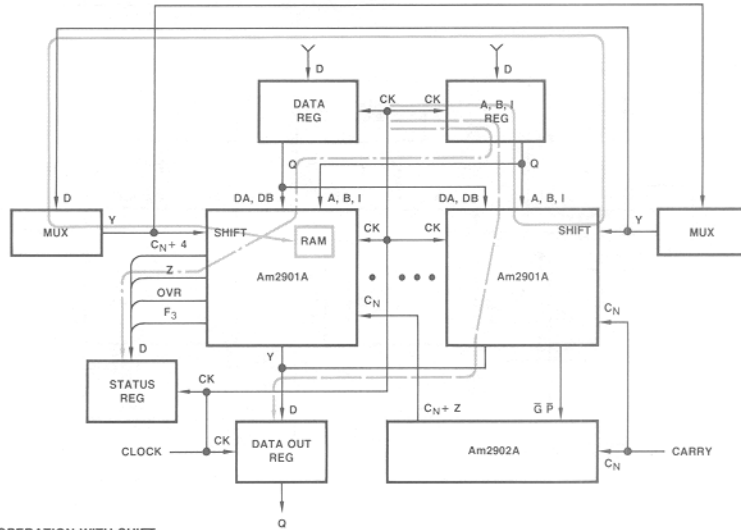 D
D
DATA
REG
CK
CK
A, B, I
REG
Q
Q
D
DA, DB
A, B, I
DA, DB
A, B, I
MUX
Y
SHIFT
RAM
CK
CK
SHIFT
Y
D
MUX
CN + 4
Z
Am2901A
Am2901A
OVR
CN
CN
F3
D
Y
STATUS
REG
CK
D
CN + Z
G̅ P̅
CLOCK
CK
DATA OUT
REG
Am2902A
CN
CARRY
Q